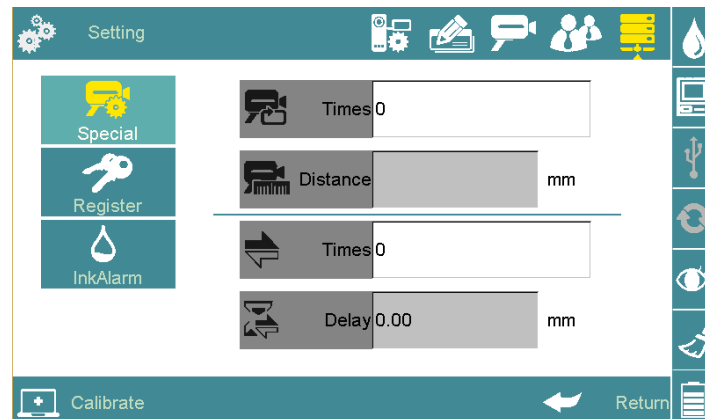 Setting
Special
Register
InkAlarm
Times 0
Distance mm
Times 0
Delay 0.00 mm
Calibrate
Return